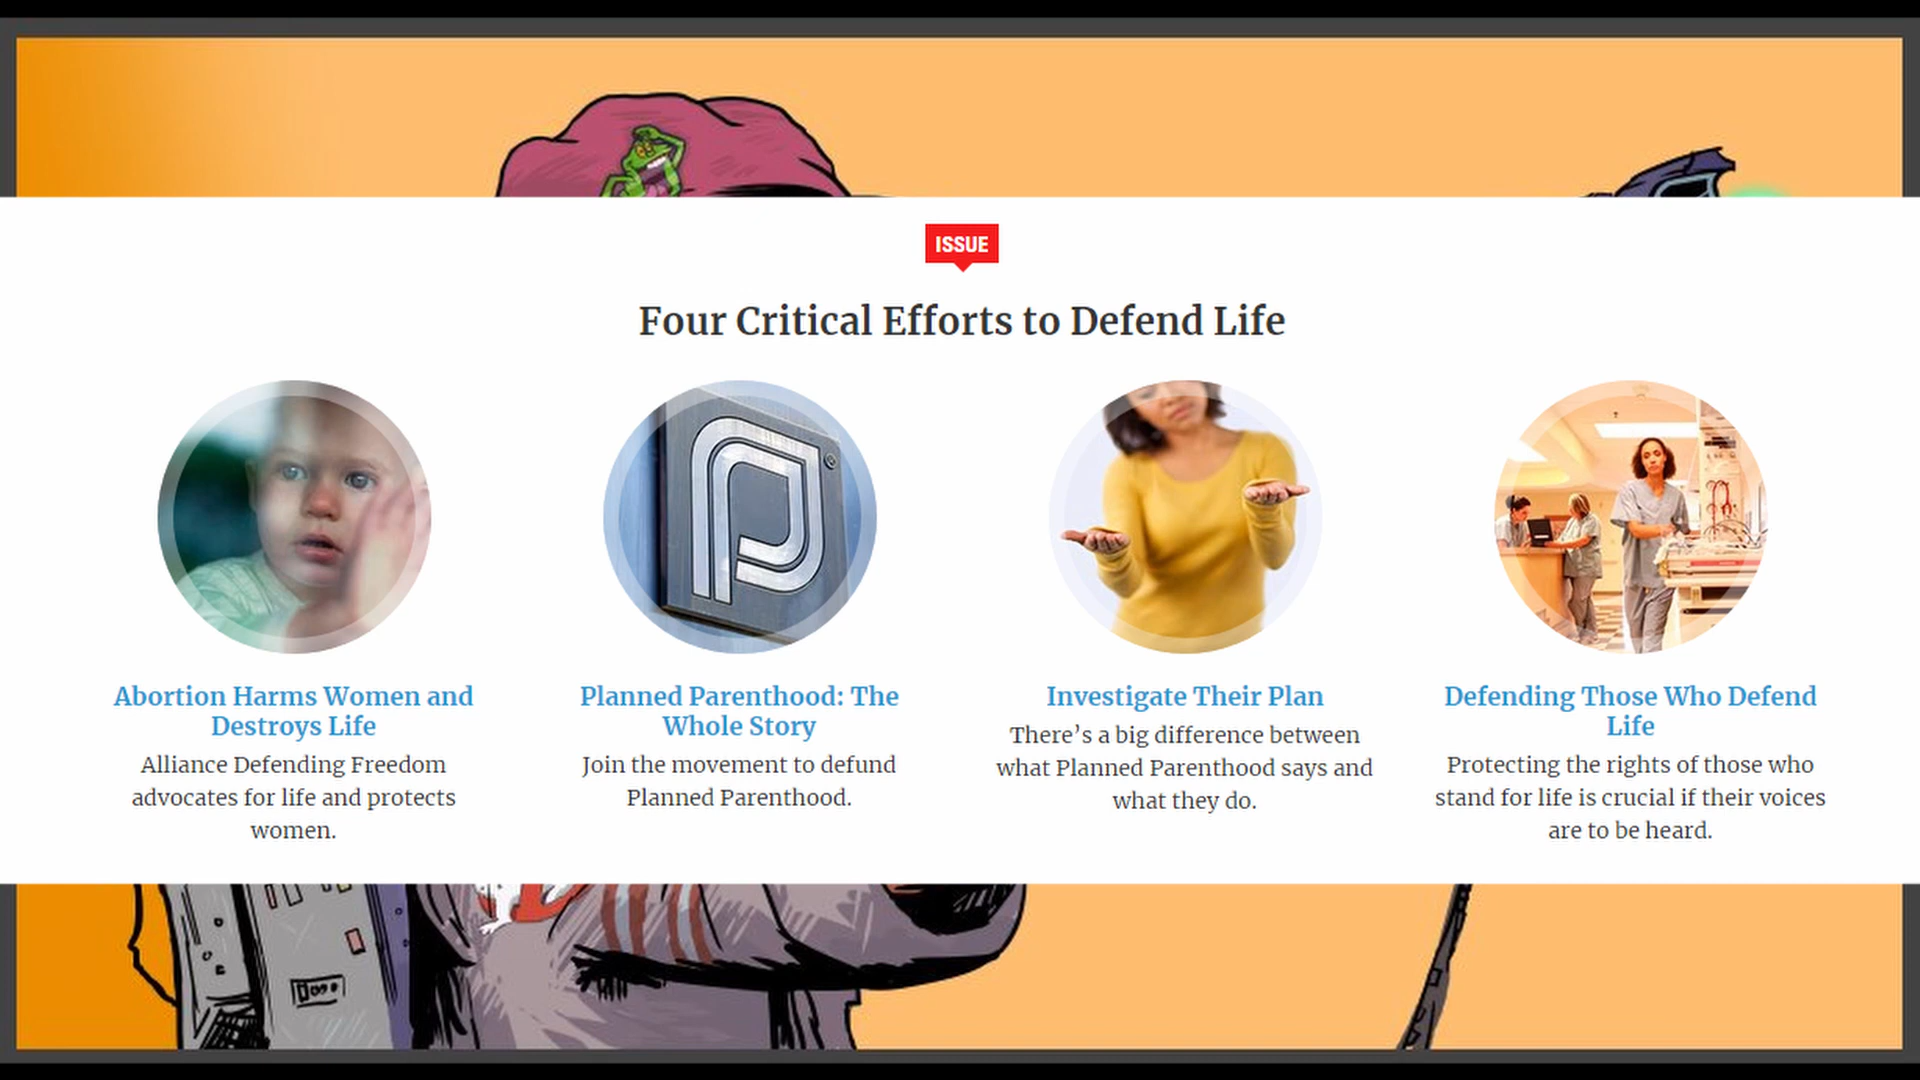 ISSUE
Four Critical Efforts to Defend Life
Abortion Harms Women and
Destroys Life
Alliance Defending Freedom
advocates for life and protects
women.
Planned Parenthood: The
Whole Story
Join the movement to defund
Planned Parenthood.
Investigate Their Plan
There’s a big difference between
what Planned Parenthood says and
what they do.
Defending Those Who Defend
Life
Protecting the rights of those who
stand for life is crucial if their voices
are to be heard.